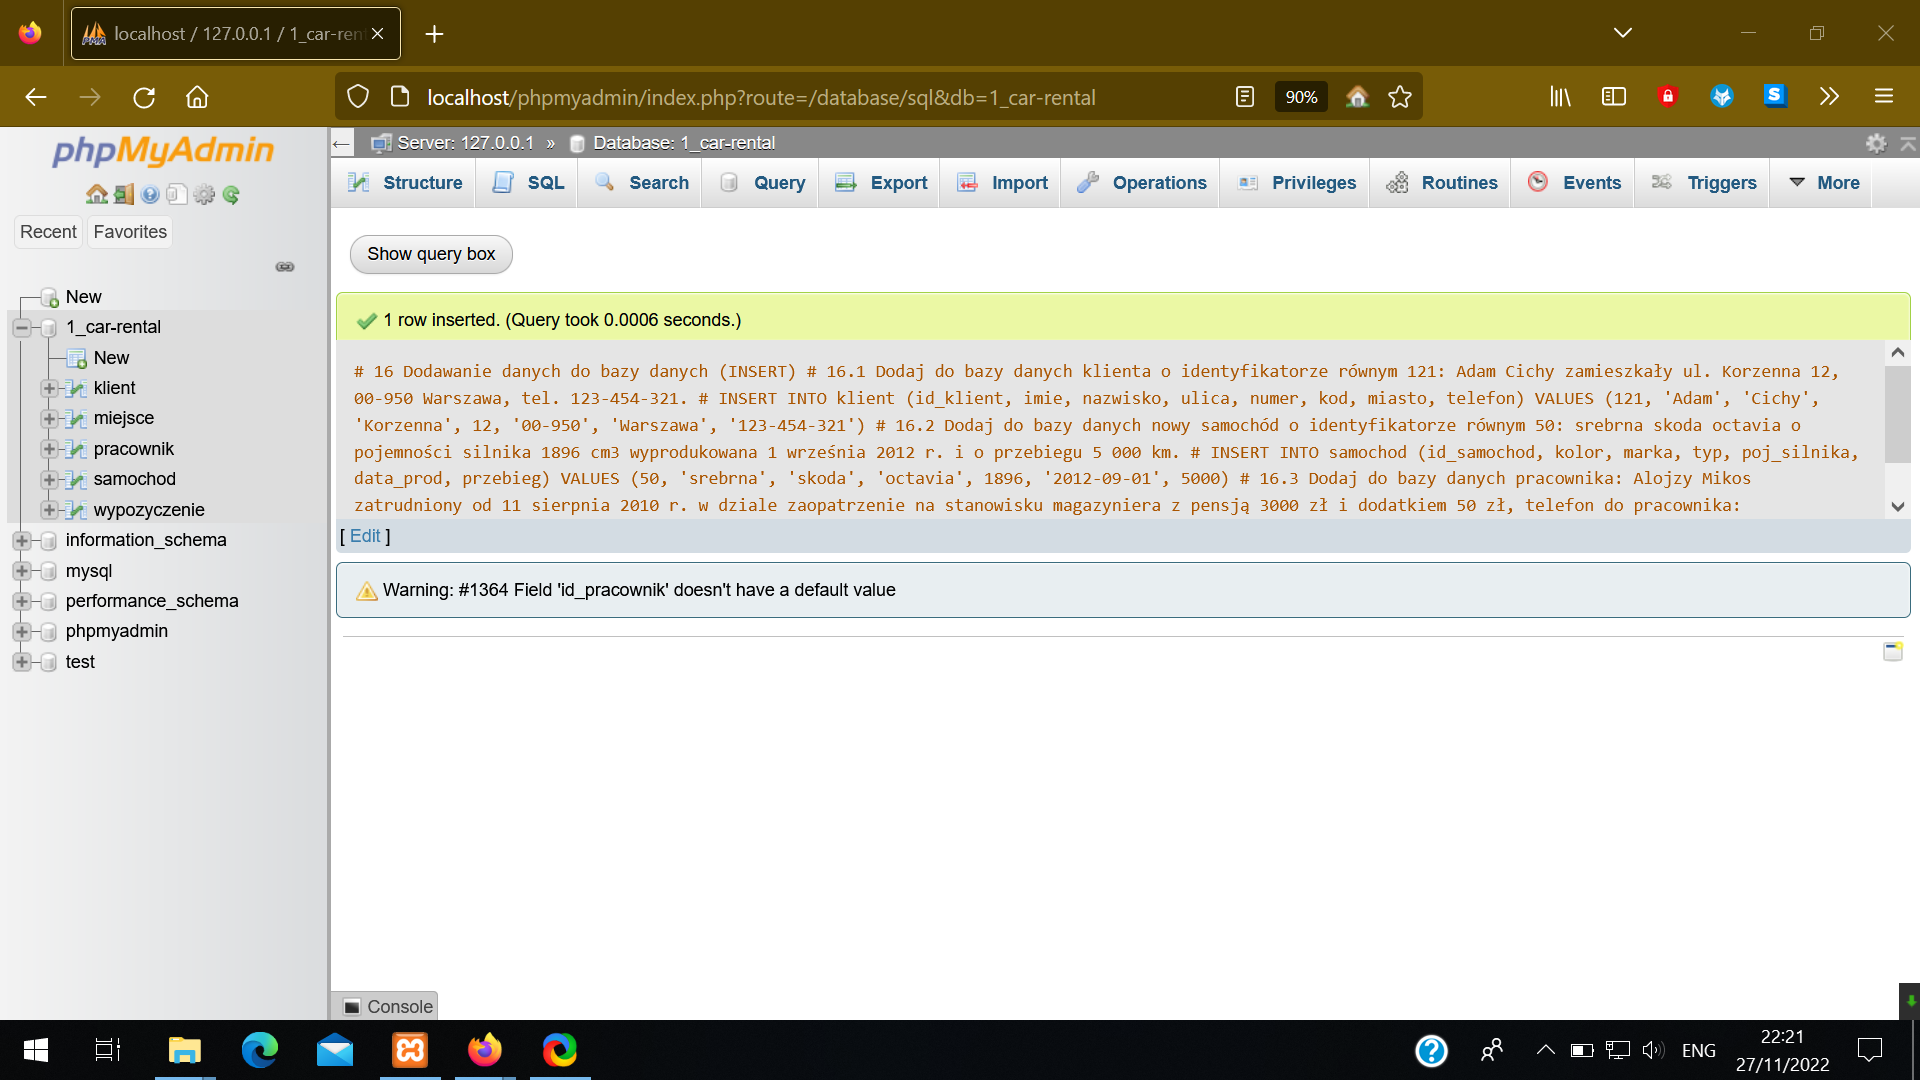 localhost / 127.0.0.1 / 1_car-ren
localhost/phpmyadmin/index.php?route=/database/sql&db=1_car-rental
90%
phpMyAdmin
Server: 127.0.0.1 » Database: 1_car-rental
Structure SQL Search Query Export Import Operations Privileges Routines Events Triggers More
Recent Favorites
New
1_car-rental
New
klient
miejsce
pracownik
samochod
wypozyczenie
information_schema
mysql
performance_schema
phpmyadmin
test
Show query box
1 row inserted. (Query took 0.0006 seconds.)
# 16 Dodawanie danych do bazy danych (INSERT) # 16.1 Dodaj do bazy danych klienta o identyfikatorze równym 121: Adam Cichy zamieszkały ul. Korzenna 12,
00-950 Warszawa, tel. 123-454-321. # INSERT INTO klient (id_klient, imie, nazwisko, ulica, numer, kod, miasto, telefon) VALUES (121, 'Adam', 'Cichy',
'Korzenna', 12, '00-950', 'Warszawa', '123-454-321') # 16.2 Dodaj do bazy danych nowy samochód o identyfikatorze równym 50: srebrna skoda octavia o
pojemności silnika 1896 cm3 wyprodukowana 1 września 2012 r. i o przebiegu 5 000 km. # INSERT INTO samochod (id_samochod, kolor, marka, typ, poj_silnika,
data_prod, przebieg) VALUES (50, 'srebrna', 'skoda', 'octavia', 1896, '2012-09-01', 5000) # 16.3 Dodaj do bazy danych pracownika: Alojzy Mikos
zatrudniony od 11 sierpnia 2010 r. w dziale zaopatrzenie na stanowisku magazyniera z pensją 3000 zł i dodatkiem 50 zł, telefon do pracownika:
[ Edit ]
Warning: #1364 Field 'id_pracownik' doesn't have a default value
Console
ENG
22:21
27/11/2022